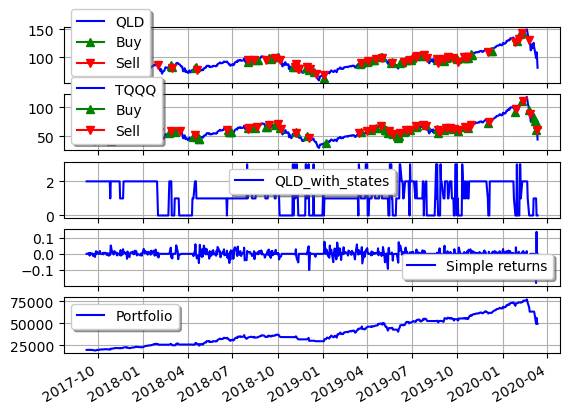 150
100
QLD
Buy
Sell
100
50
TQQQ
Buy
Sell
2
0
QLD_with_states
0.1
0.0
−0.1
Simple returns
75000
50000
25000
Portfolio
2017-10 2018-01 2018-04 2018-07 2018-10 2019-01 2019-04 2019-07 2019-10 2020-01 2020-04